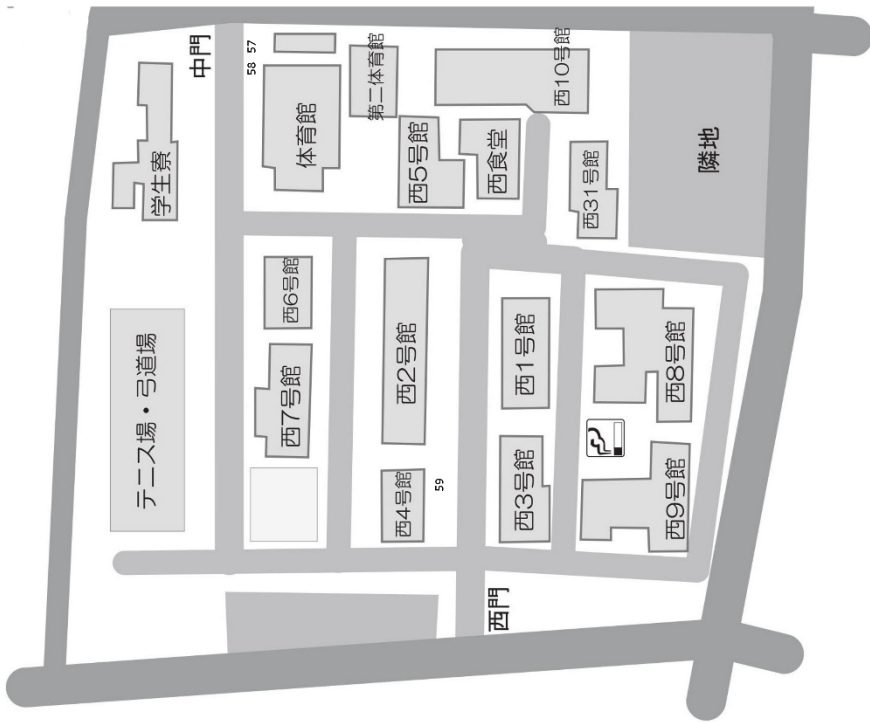 中門
57
58
第二体育館
西10号館
体育館
西5号館
西食堂
隣地
学生寮
西31号館
西6号館
西2号館
西1号館
西8号館
テニス場・弓道場
西7号館
西4号館
59
西3号館
西9号館
西門